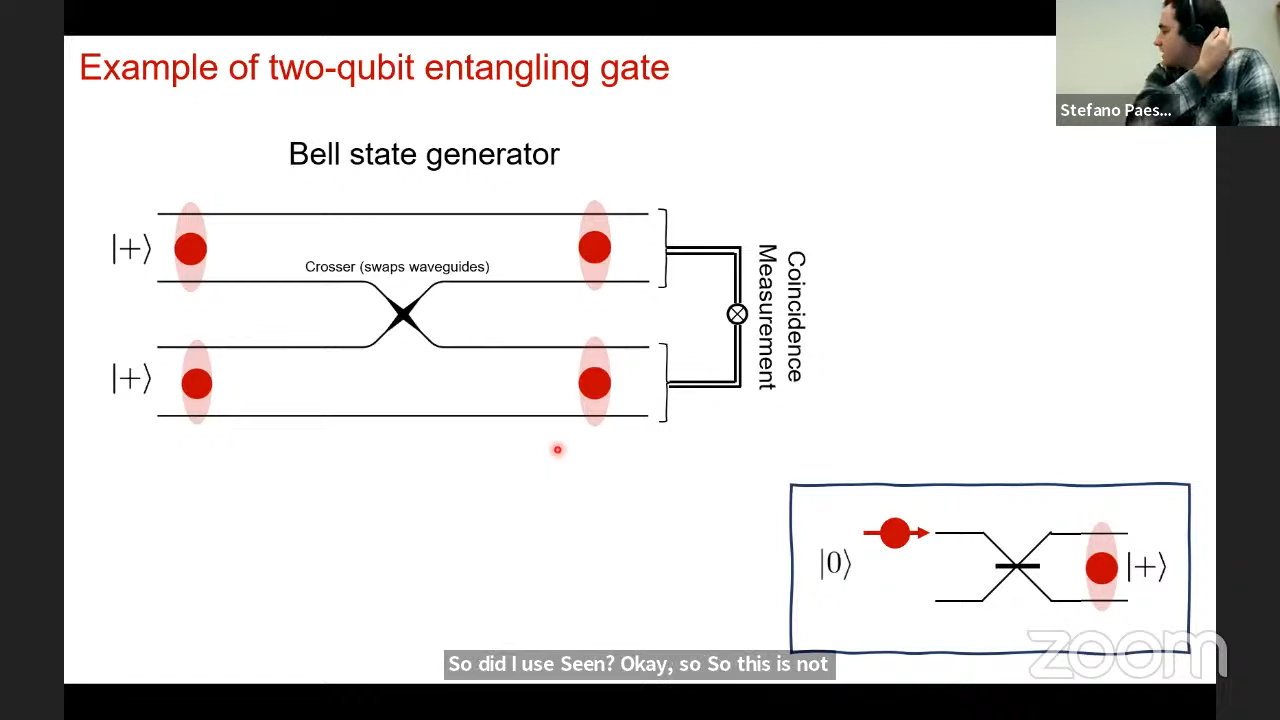 Example of two-qubit entangling gate
Stefano Paes...
Bell state generator
|+⟩
Crosser (swaps waveguides)
|+⟩
Coincidence
Measurement
|0⟩
|+⟩
zoom
So did I use Seen? Okay, so So this is not